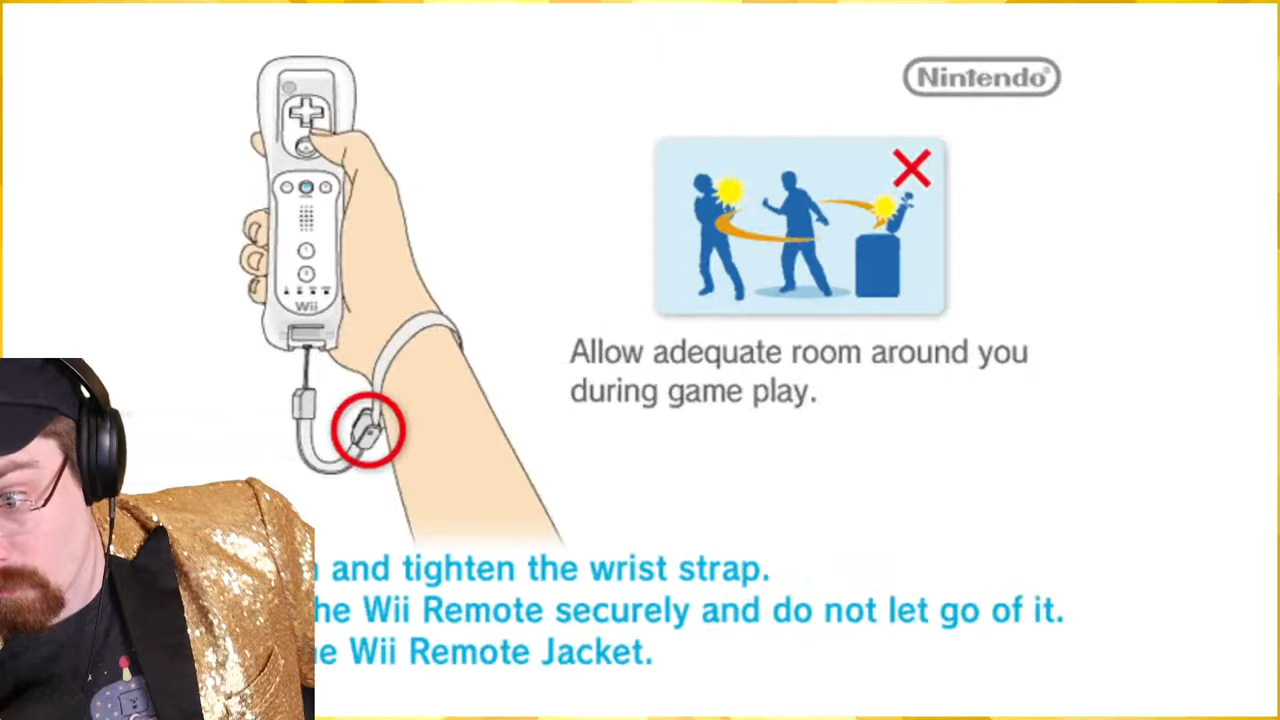 Nintendo®
Wii
Allow adequate room around you
during game play.
and tighten the wrist strap.
he Wii Remote securely and do not let go of it.
e Wii Remote Jacket.